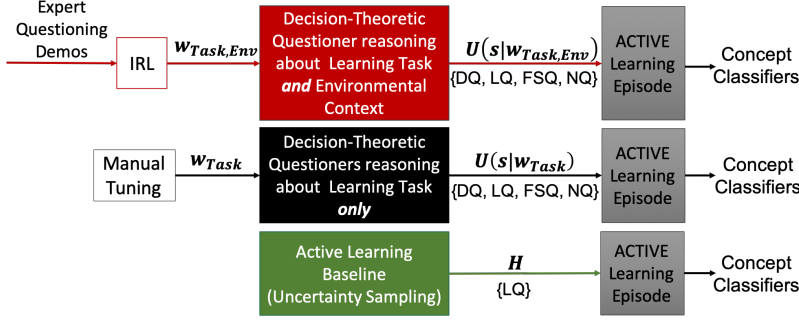 Expert
Questioning
Demos
IRL
w_Task,Env
Decision-Theoretic
Questioner reasoning
about Learning Task
and Environmental
Context
U(s|w_Task,Env)
{DQ, LQ, FSQ, NQ}
ACTIVE
Learning
Episode
Concept
Classifiers
Manual
Tuning
w_Task
Decision-Theoretic
Questioners reasoning
about Learning Task
only
U(s|w_Task)
{DQ, LQ, FSQ, NQ}
ACTIVE
Learning
Episode
Concept
Classifiers
Active Learning
Baseline
(Uncertainty Sampling)
H
{LQ}
ACTIVE
Learning
Episode
Concept
Classifiers